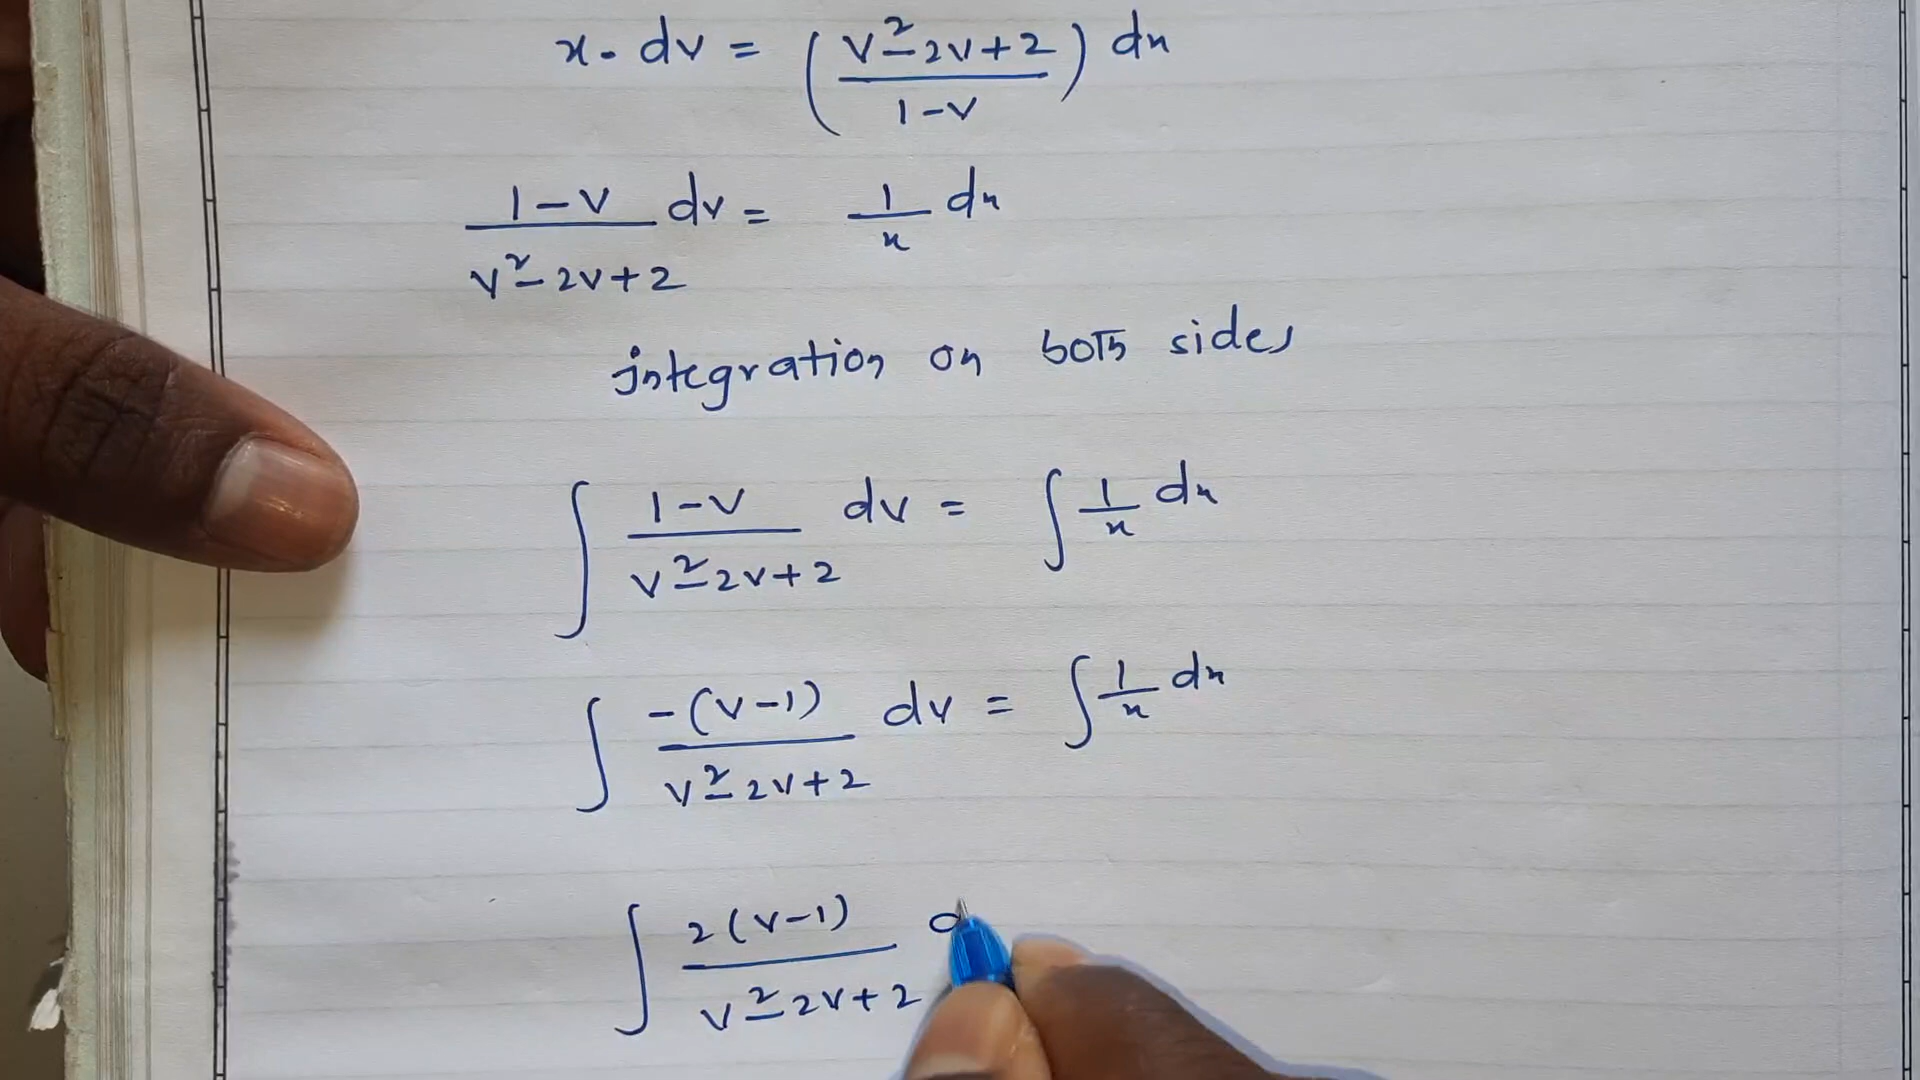 x. dv = ( v²-2v+2 / 1-v ) dx
1-v / v²-2v+2 dv = 1/x dx
integration on both sides
∫ 1-v / v²-2v+2 dv = ∫ 1/x dx
∫ -(v-1) / v²-2v+2 dv = ∫ 1/x dx
∫ 2(v-1) / v²-2v+2 d